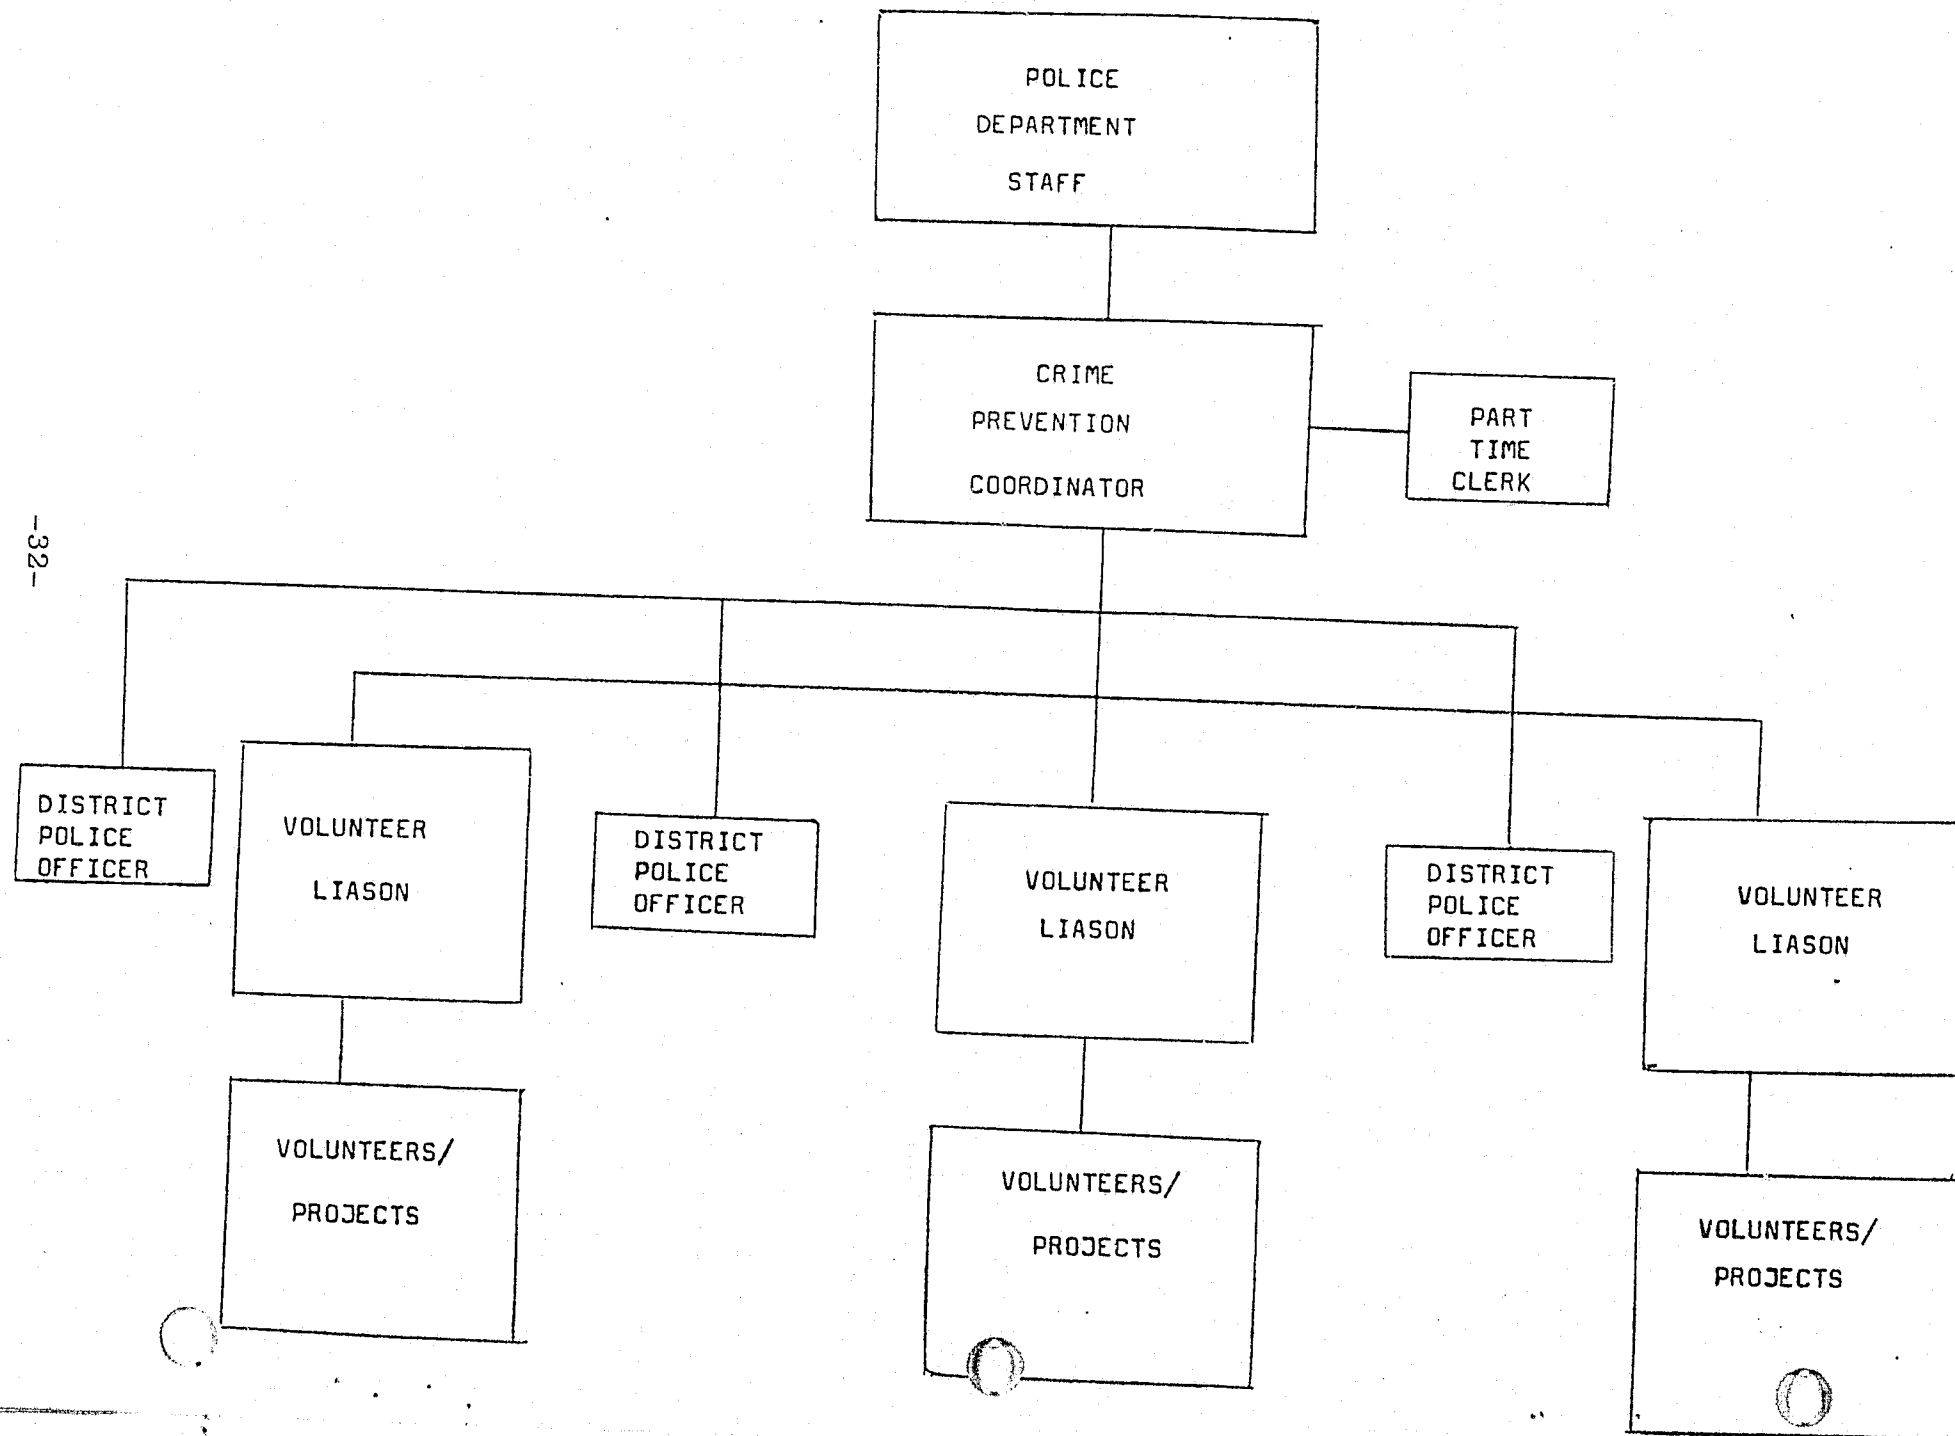 POLICE
DEPARTMENT
STAFF
CRIME
PREVENTION
COORDINATOR
PART
TIME
CLERK
-32-
DISTRICT
POLICE
OFFICER
VOLUNTEER
LIASON
DISTRICT
POLICE
OFFICER
VOLUNTEER
LIASON
DISTRICT
POLICE
OFFICER
VOLUNTEER
LIASON
VOLUNTEERS/
PROJECTS
VOLUNTEERS/
PROJECTS
VOLUNTEERS/
PROJECTS